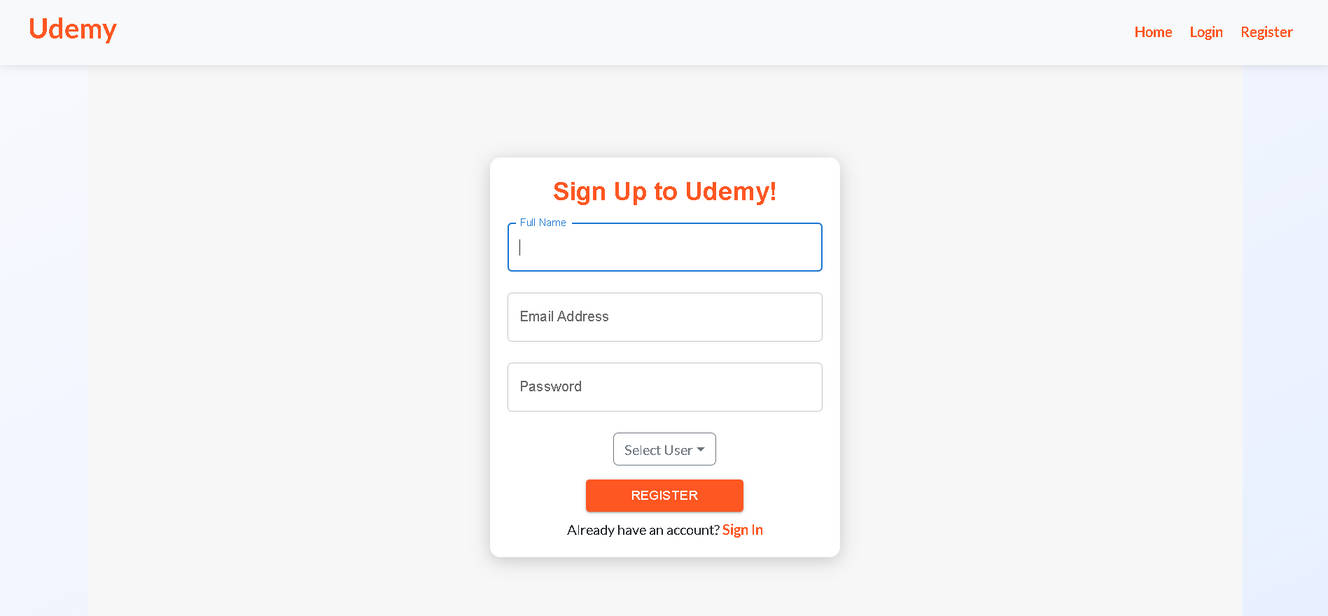 Udemy
Home Login Register
Sign Up to Udemy!
Full Name
Email Address
Password
Select User
REGISTER
Already have an account? Sign In